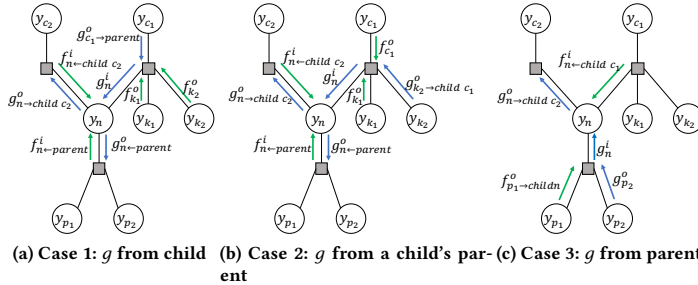 y_{c_2} y_{c_1} g^o_{c_1→parent} f^i_{n←child c_2} g^i_n g^o_{n→child c_2} f^o_{k_1} f^o_{k_2} y_n y_{k_1} y_{k_2} f^i_{n←parent} g^o_{n←parent} y_{p_1} y_{p_2}
y_{c_2} y_{c_1} f^i_{n←child c_2} f^o_{c_1} g^i_n g^o_{k_2→child c_1} g^o_{n→child c_2} f^o_{k_1} y_n y_{k_1} y_{k_2} f^i_{n←parent} g^o_{n←parent} y_{p_1} y_{p_2}
y_{c_2} y_{c_1} f^i_{n←child c_1} g^o_{n→child c_2} y_n y_{k_1} y_{k_2} g^i_n f^o_{p_1→childn} g^o_{p_2} y_{p_1} y_{p_2}
(a) Case 1: g from child
(b) Case 2: g from a child's par-
ent
(c) Case 3: g from parent